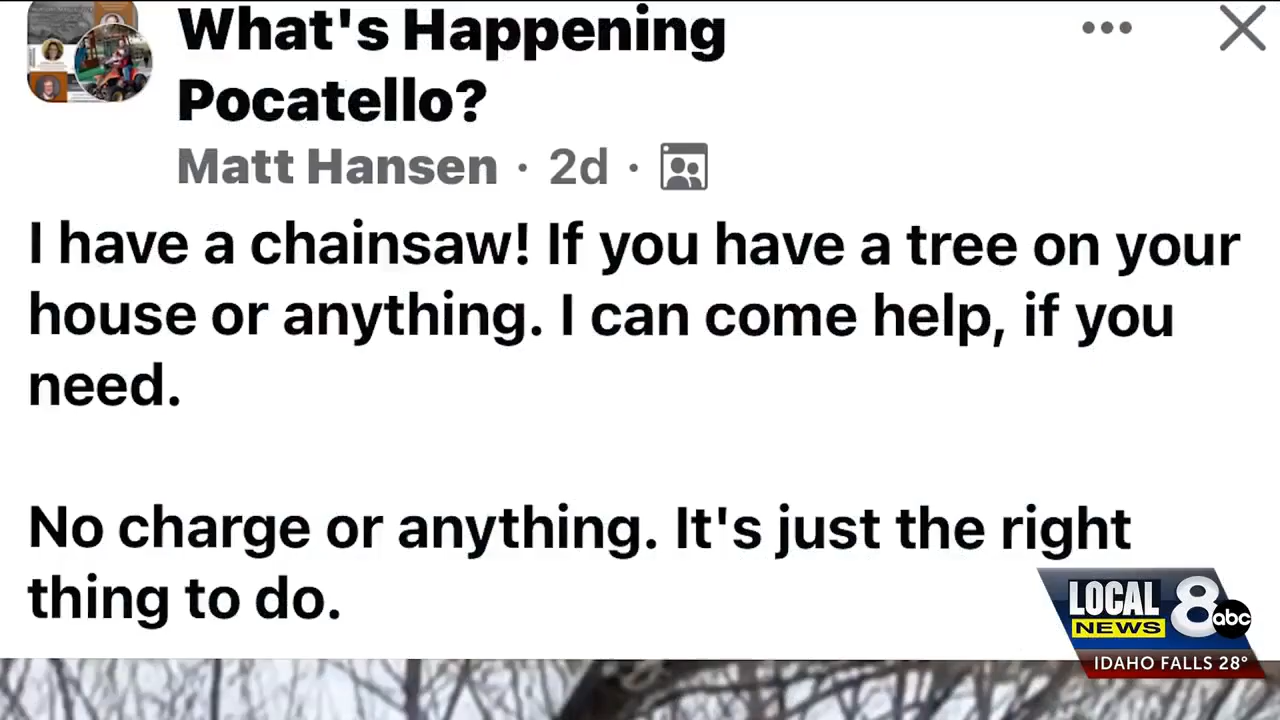 What's Happening
Pocatello?
Matt Hansen · 2d ·
I have a chainsaw! If you have a tree on your
house or anything. I can come help, if you
need.
No charge or anything. It's just the right
thing to do.
LOCAL
NEWS
8
abc
IDAHO FALLS 28°